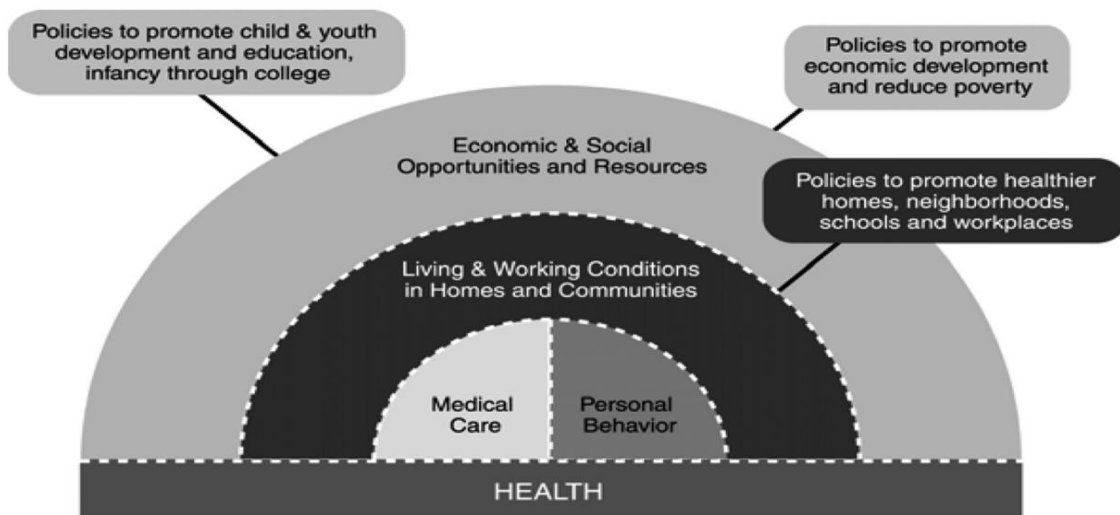 Policies to promote child & youth
development and education,
infancy through college
Policies to promote
economic development
and reduce poverty
Economic & Social
Opportunities and Resources
Policies to promote healthier
homes, neighborhoods,
schools and workplaces
Living & Working Conditions
in Homes and Communities
Medical
Care
Personal
Behavior
HEALTH